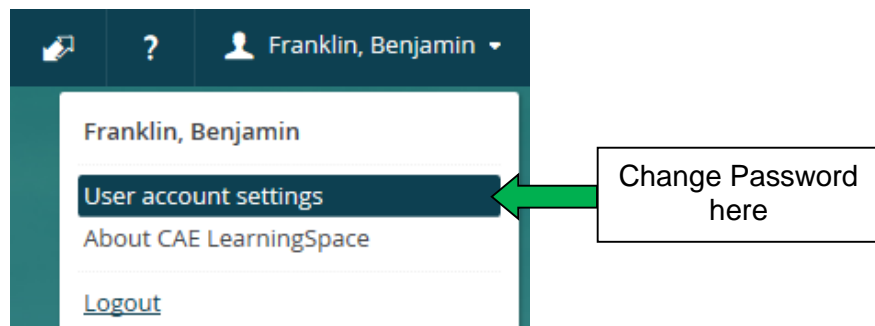 ? Franklin, Benjamin
Franklin, Benjamin
User account settings
About CAE LearningSpace
Logout
Change Password
here